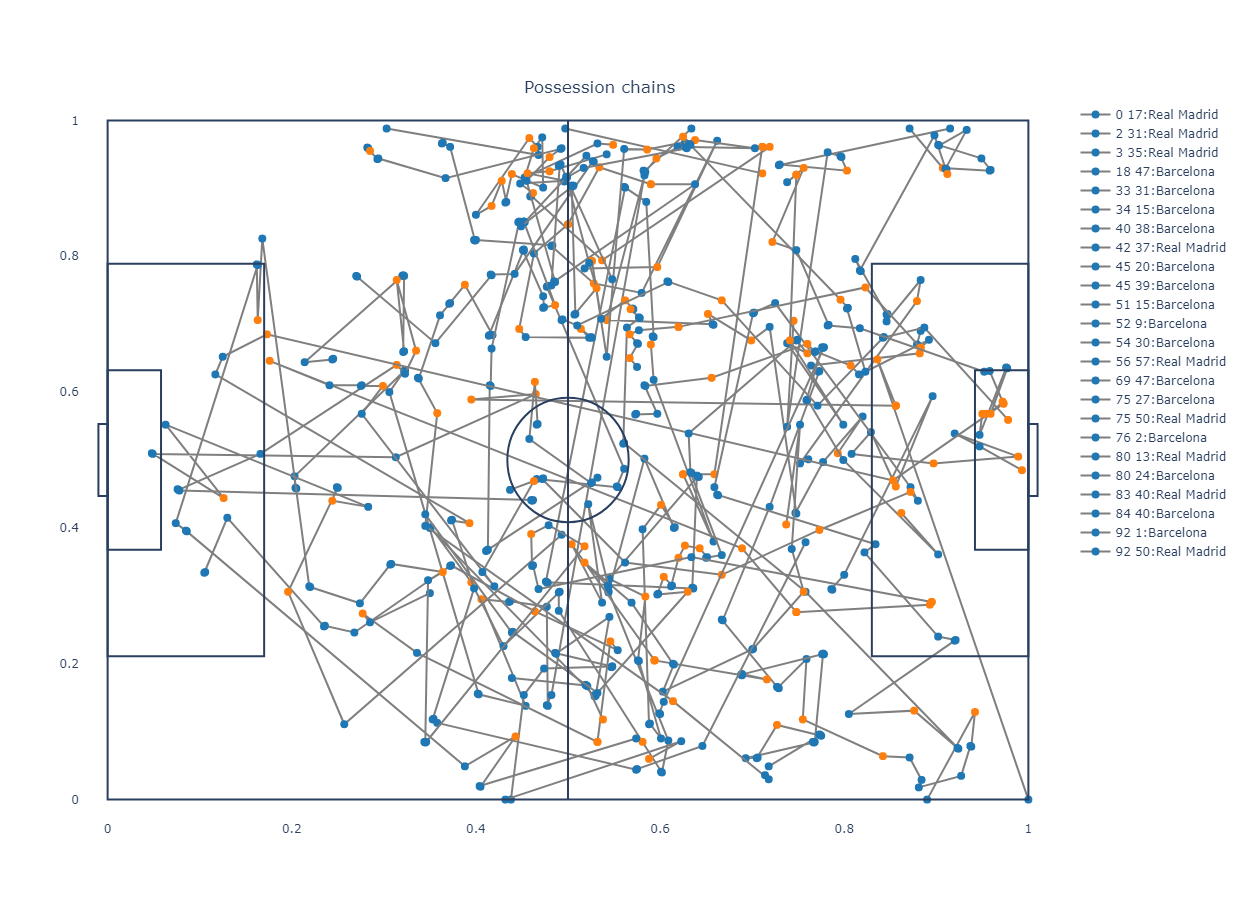 Possession chains
1
0.8
0.6
0.4
0.2
0
0 0.2 0.4 0.6 0.8 1
0 17:Real Madrid
2 31:Real Madrid
3 35:Real Madrid
18 47:Barcelona
33 31:Barcelona
34 15:Barcelona
40 38:Barcelona
42 37:Real Madrid
45 20:Barcelona
45 39:Barcelona
51 15:Barcelona
52 9:Barcelona
54 30:Barcelona
56 57:Real Madrid
69 47:Barcelona
75 27:Barcelona
75 50:Real Madrid
76 2:Barcelona
80 13:Real Madrid
80 24:Barcelona
83 40:Real Madrid
84 40:Barcelona
92 1:Barcelona
92 50:Real Madrid